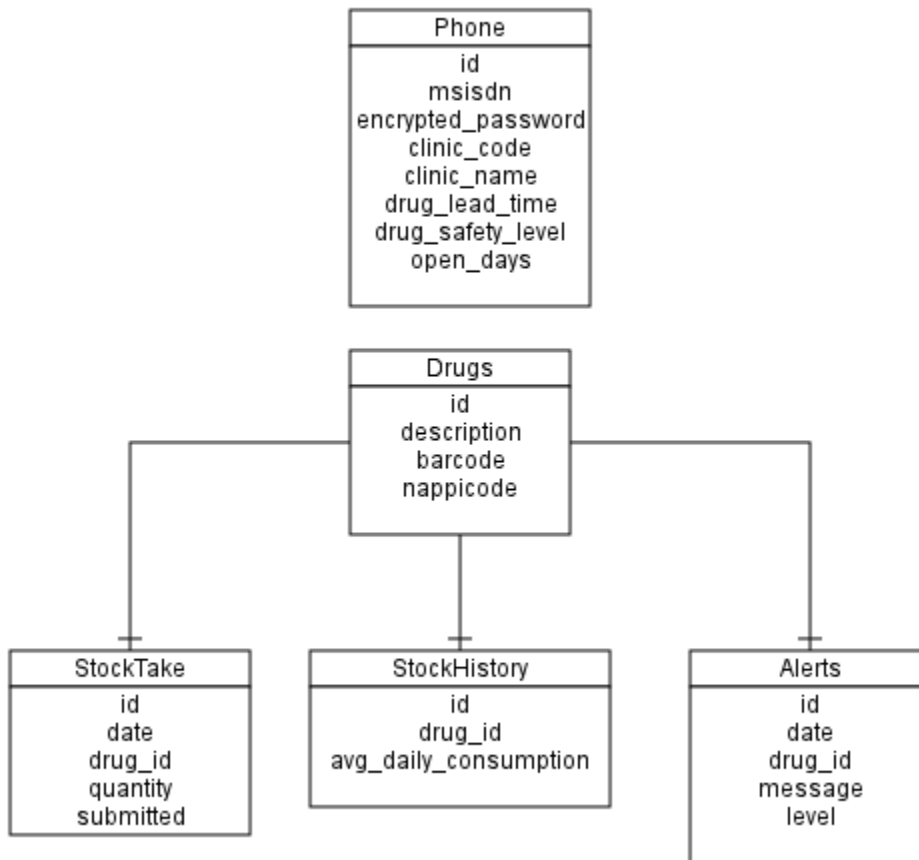 Phone
id
msisdn
encrypted_password
clinic_code
clinic_name
drug_lead_time
drug_safety_level
open_days
Drugs
id
description
barcode
nappicode
StockTake
id
date
drug_id
quantity
submitted
StockHistory
id
drug_id
avg_daily_consumption
Alerts
id
date
drug_id
message
level